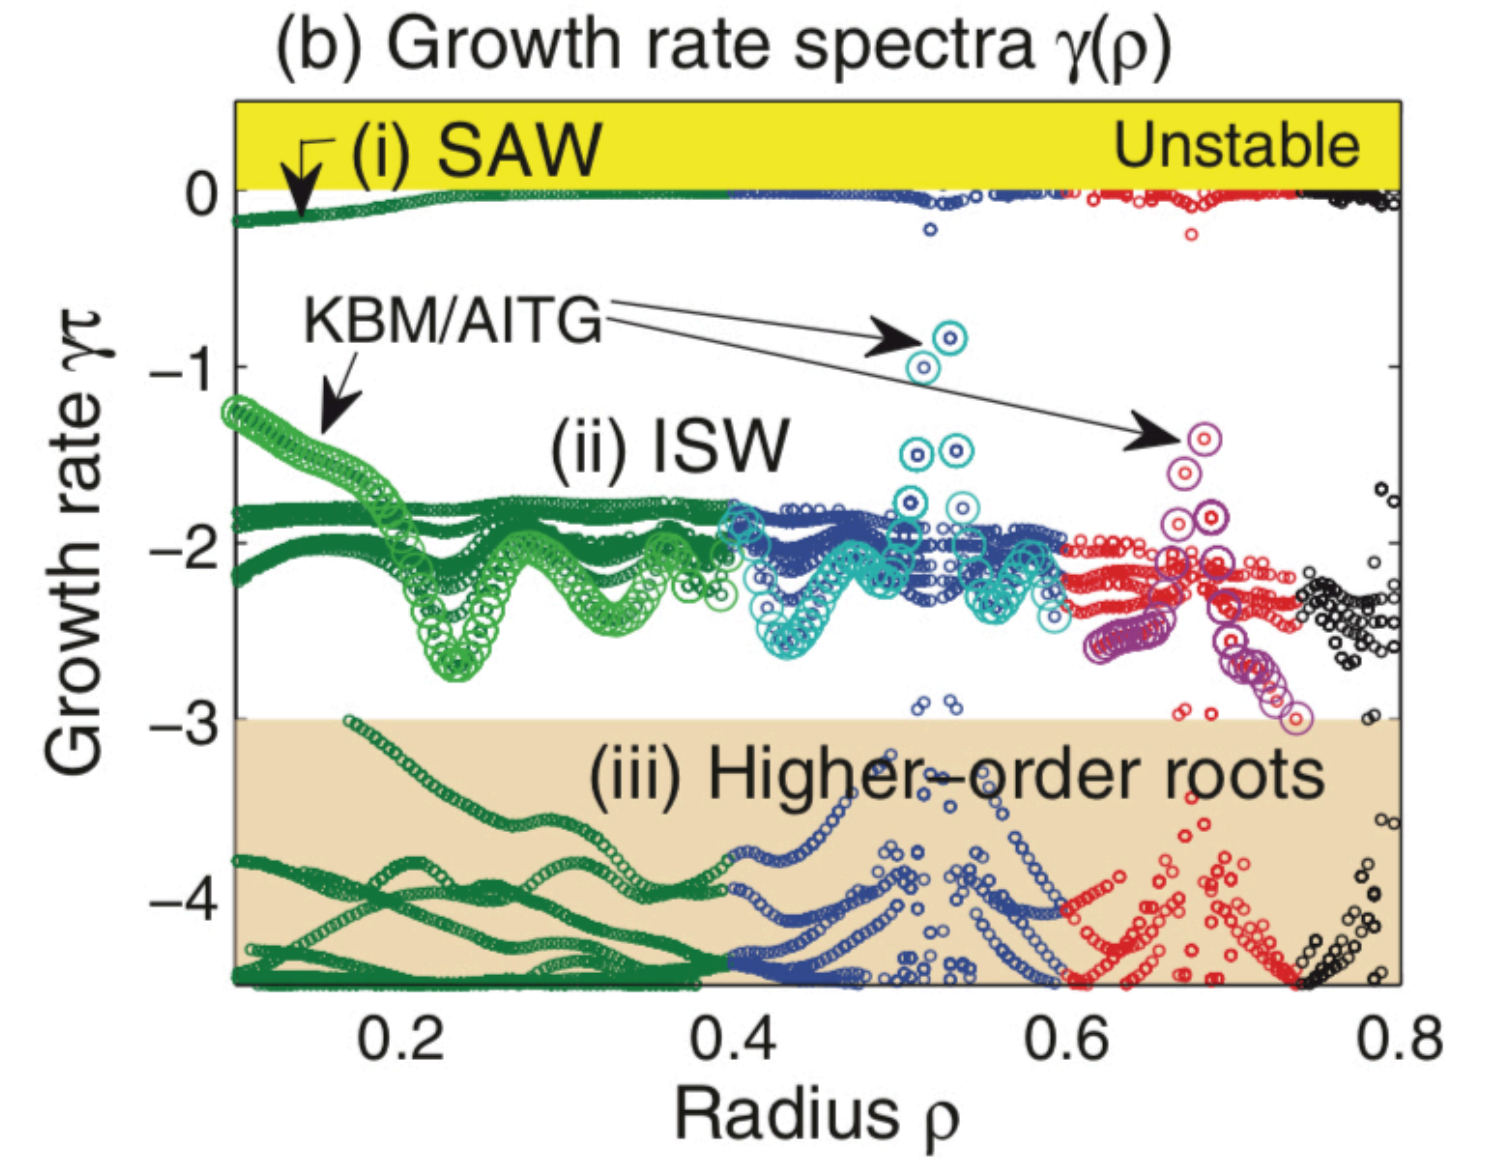 (b) Growth rate spectra γ(ρ)
(i) SAW
Unstable
KBM/AITG
(ii) ISW
(iii) Higher–order roots
Growth rate γτ
0
−1
−2
−3
−4
0.2
0.4
0.6
0.8
Radius ρ